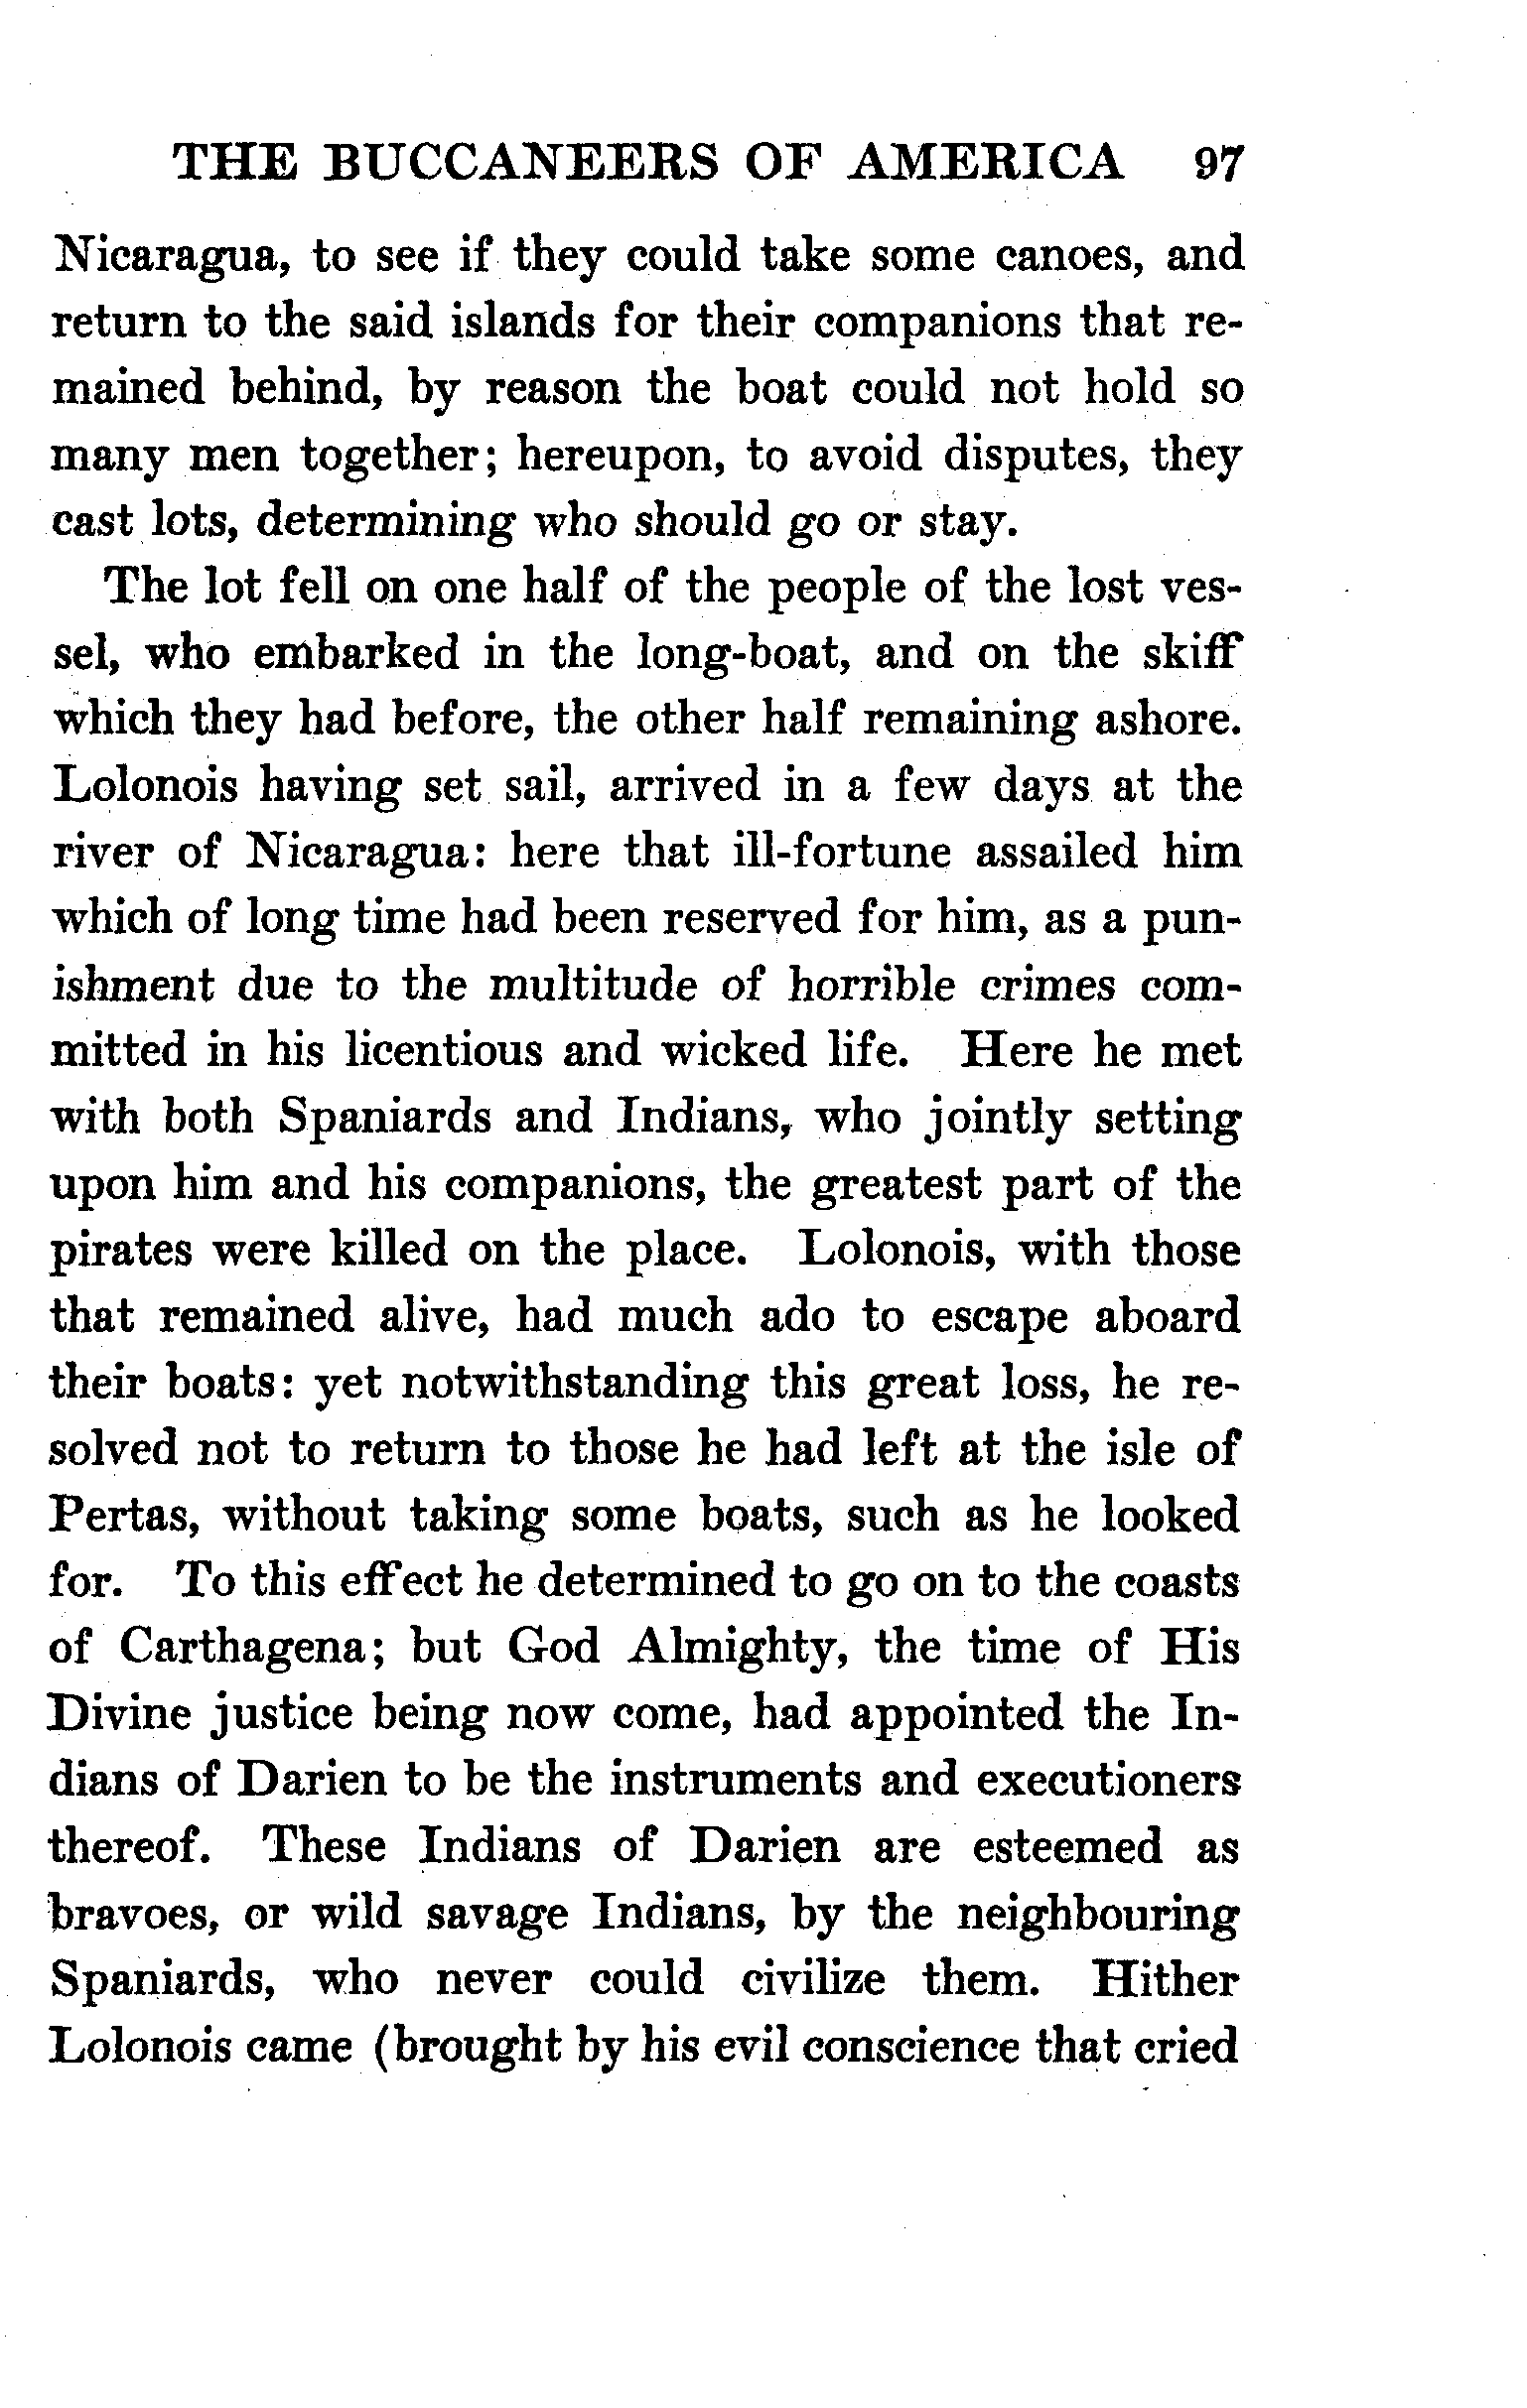 THE BUCCANEERS OF AMERICA 97
Nicaragua, to see if they could take some canoes, and
return to the said islands for their companions that re-
mained behind, by reason the boat could not hold so
many men together; hereupon, to avoid disputes, they
cast lots, determining who should go or stay.
The lot fell on one half of the people of the lost ves-
sel, who embarked in the long-boat, and on the skiff
which they had before, the other half remaining ashore.
Lolonois having set sail, arrived in a few days at the
river of Nicaragua: here that ill-fortune assailed him
which of long time had been reserved for him, as a pun-
ishment due to the multitude of horrible crimes com-
mitted in his licentious and wicked life. Here he met
with both Spaniards and Indians, who jointly setting
upon him and his companions, the greatest part of the
pirates were killed on the place. Lolonois, with those
that remained alive, had much ado to escape aboard
their boats: yet notwithstanding this great loss, he re-
solved not to return to those he had left at the isle of
Pertas, without taking some boats, such as he looked
for. To this effect he determined to go on to the coasts
of Carthagena; but God Almighty, the time of His
Divine justice being now come, had appointed the In-
dians of Darien to be the instruments and executioners
thereof. These Indians of Darien are esteemed as
bravoes, or wild savage Indians, by the neighbouring
Spaniards, who never could civilize them. Hither
Lolonois came (brought by his evil conscience that cried